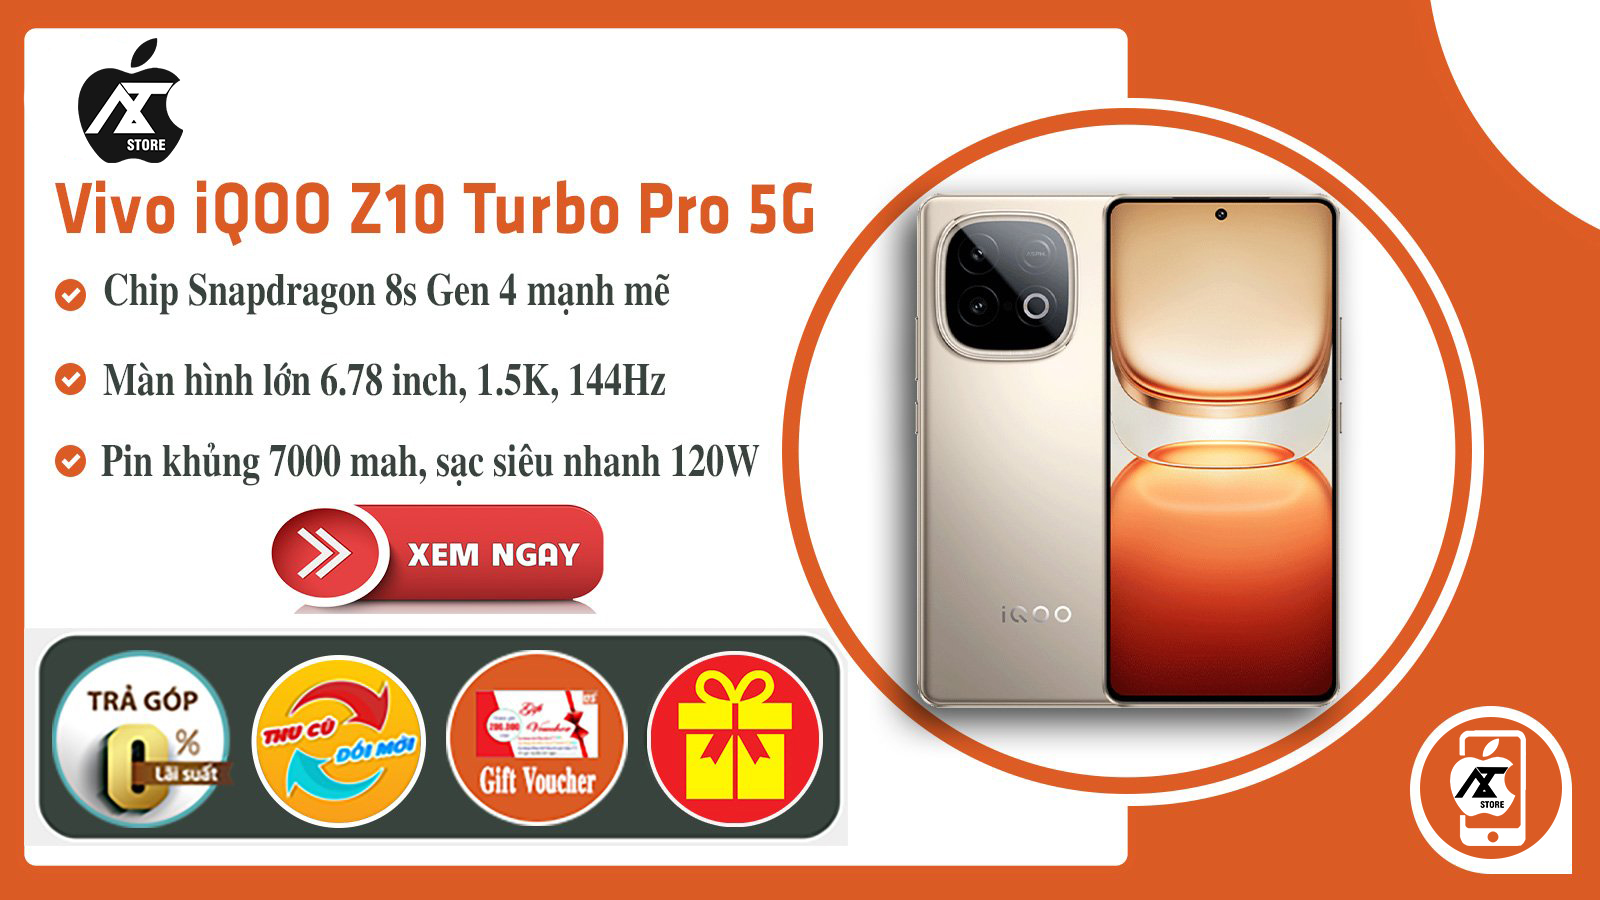 STORE
Vivo iQOO Z10 Turbo Pro 5G
Chip Snapdragon 8s Gen 4 mạnh mẽ
Màn hình lớn 6.78 inch, 1.5K, 144Hz
Pin khủng 7000 mah, sạc siêu nhanh 120W
XEM NGAY
TRẢ GÓP
0%
Lãi suất
THU CŨ
ĐỔI MỚI
Gift
Voucher
Gift Voucher
iQOO
STORE